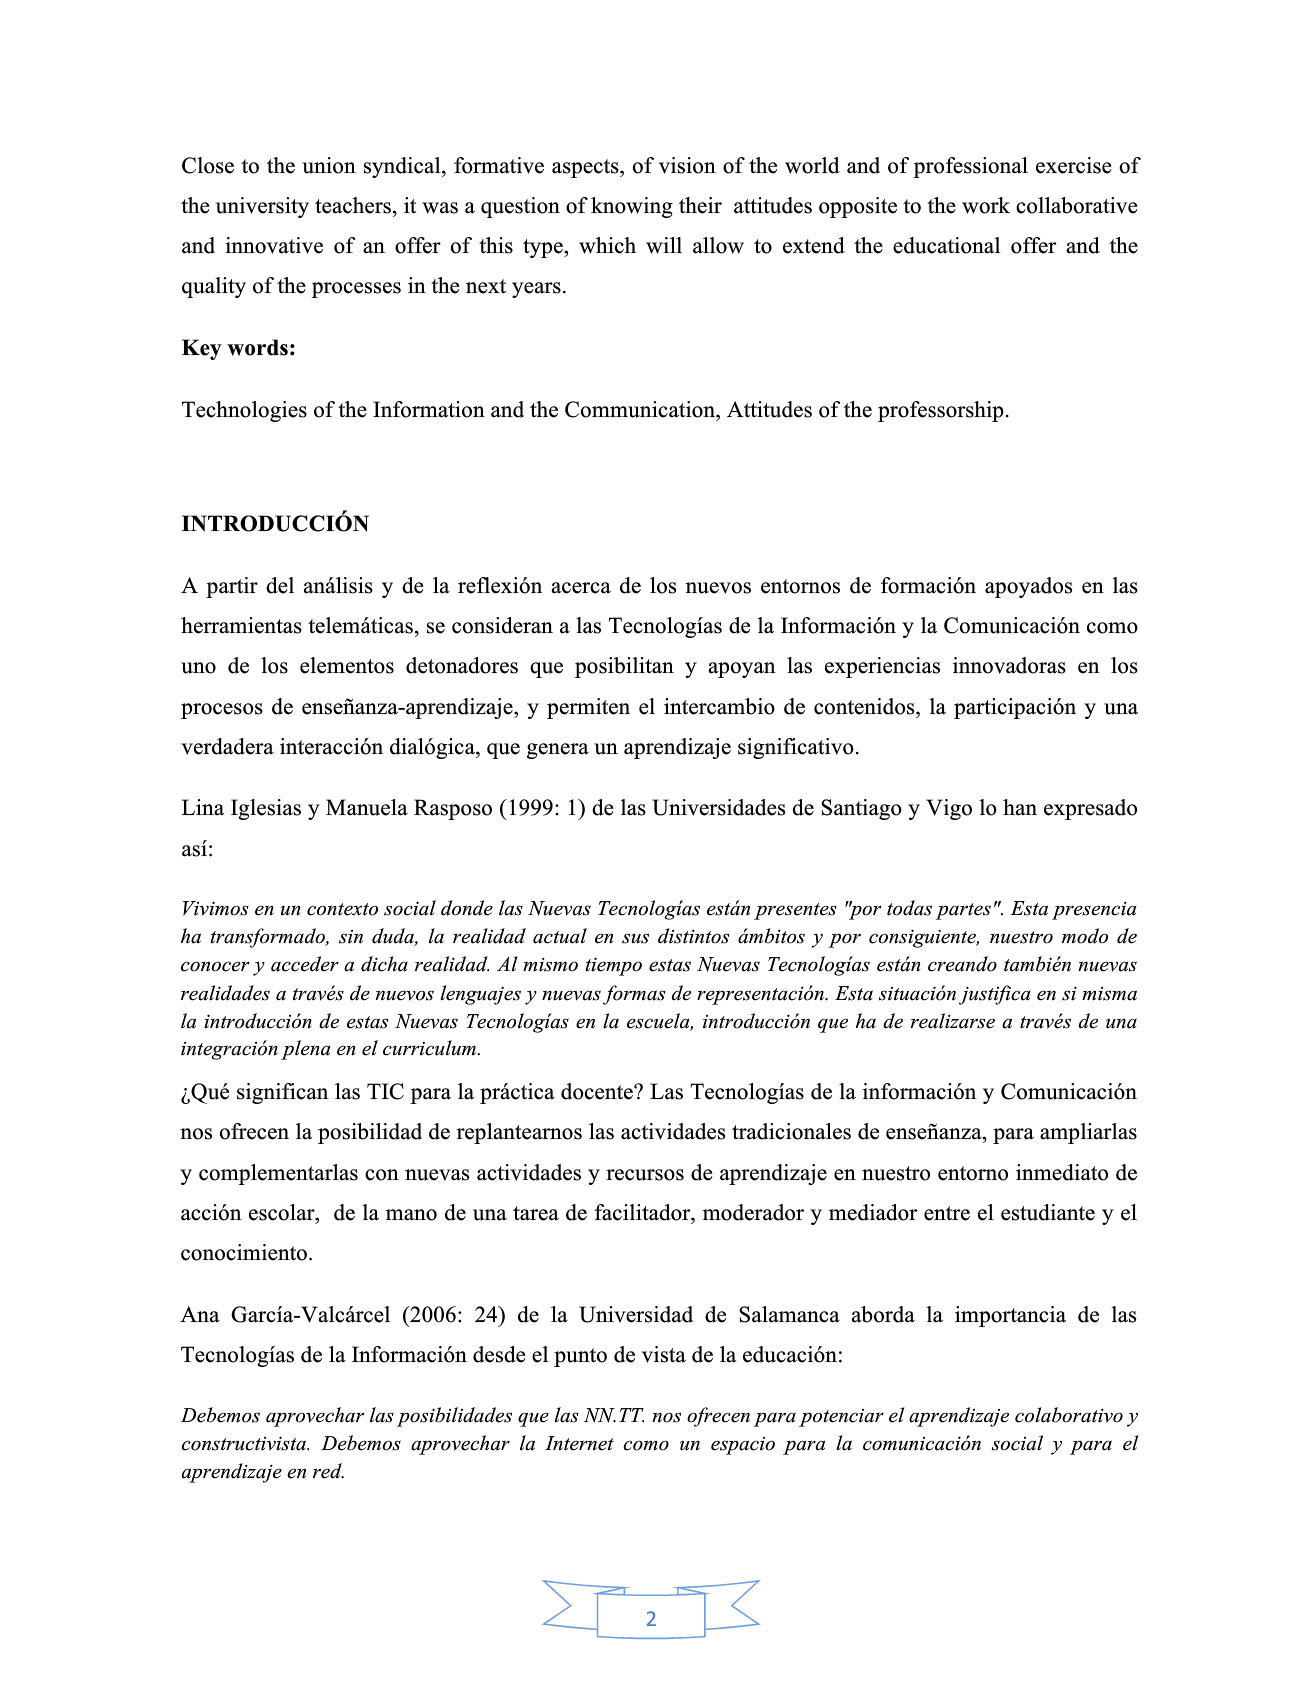 Close to the union syndical, formative aspects, of vision of the world and of professional exercise of
the university teachers, it was a question of knowing their  attitudes opposite to the work collaborative
and innovative of an offer of this type, which will allow to extend the educational offer and the
quality of the processes in the next years.
Key words:
Technologies of the Information and the Communication, Attitudes of the professorship.
INTRODUCCIÓN
A partir del análisis y de la reflexión acerca de los nuevos entornos de formación apoyados en las
herramientas telemáticas, se consideran a las Tecnologías de la Información y la Comunicación como
uno de los elementos detonadores que posibilitan y apoyan las experiencias innovadoras en los
procesos de enseñanza-aprendizaje, y permiten el intercambio de contenidos, la participación y una
verdadera interacción dialógica, que genera un aprendizaje significativo.
Lina Iglesias y Manuela Rasposo (1999: 1) de las Universidades de Santiago y Vigo lo han expresado
así:
Vivimos en un contexto social donde las Nuevas Tecnologías están presentes "por todas partes". Esta presencia
ha transformado, sin duda, la realidad actual en sus distintos ámbitos y por consiguiente, nuestro modo de
conocer y acceder a dicha realidad. Al mismo tiempo estas Nuevas Tecnologías están creando también nuevas
realidades a través de nuevos lenguajes y nuevas formas de representación. Esta situación justifica en si misma
la introducción de estas Nuevas Tecnologías en la escuela, introducción que ha de realizarse a través de una
integración plena en el curriculum.
¿Qué significan las TIC para la práctica docente? Las Tecnologías de la información y Comunicación
nos ofrecen la posibilidad de replantearnos las actividades tradicionales de enseñanza, para ampliarlas
y complementarlas con nuevas actividades y recursos de aprendizaje en nuestro entorno inmediato de
acción escolar,  de la mano de una tarea de facilitador, moderador y mediador entre el estudiante y el
conocimiento.
Ana García-Valcárcel (2006: 24) de la Universidad de Salamanca aborda la importancia de las
Tecnologías de la Información desde el punto de vista de la educación:
Debemos aprovechar las posibilidades que las NN.TT. nos ofrecen para potenciar el aprendizaje colaborativo y
constructivista. Debemos aprovechar la Internet como un espacio para la comunicación social y para el
aprendizaje en red.
2